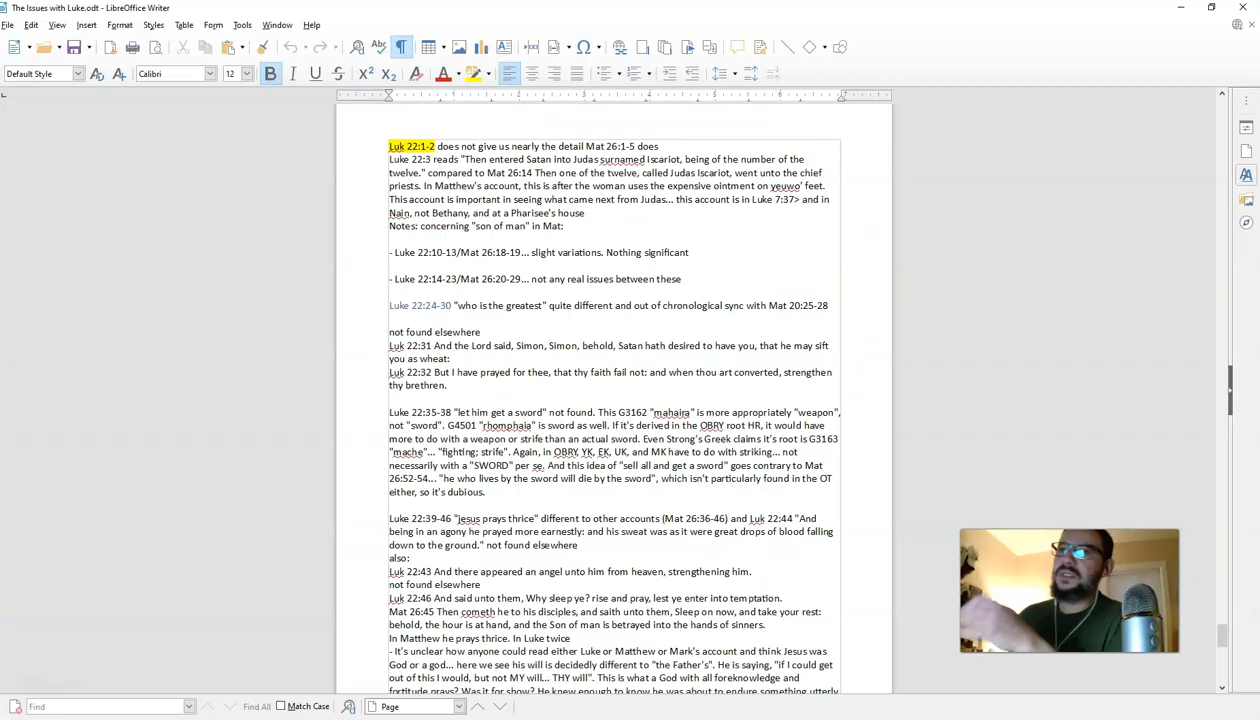 The Issues with Luke.odt - LibreOffice Writer
File Edit View Insert Format Styles Table Form Tools Window Help
Default Style Calibri 12
1 2 3 4 5 6 7
Luk 22:1-2 does not give us nearly the detail Mat 26:1-5 does
Luke 22:3 reads "Then entered Satan into Judas surnamed Iscariot, being of the number of the
twelve." compared to Mat 26:14 Then one of the twelve, called Judas Iscariot, went unto the chief
priests. In Matthew's account, this is after the woman uses the expensive ointment on yeuwo' feet.
This account is important in seeing what came next from Judas... this account is in Luke 7:37> and in
Nain, not Bethany, and at a Pharisee's house
Notes: concerning "son of man" in Mat:
- Luke 22:10-13/Mat 26:18-19... slight variations. Nothing significant
- Luke 22:14-23/Mat 26:20-29... not any real issues between these
Luke 22:24-30 "who is the greatest" quite different and out of chronological sync with Mat 20:25-28
not found elsewhere
Luk 22:31 And the Lord said, Simon, Simon, behold, Satan hath desired to have you, that he may sift
you as wheat:
Luk 22:32 But I have prayed for thee, that thy faith fail not: and when thou art converted, strengthen
thy brethren.
Luke 22:35-38 "let him get a sword" not found. This G3162 "mahaira" is more appropriately "weapon",
not "sword". G4501 "rhomphaia" is sword as well. If it's derived in the OBRY root HR, it would have
more to do with a weapon or strife than an actual sword. Even Strong's Greek claims it's root is G3163
"mache"... "fighting; strife". Again, in OBRY, YK, EK, UK, and MK have to do with striking... not
necessarily with a "SWORD" per se. And this idea of "sell all and get a sword" goes contrary to Mat
26:52-54... "he who lives by the sword will die by the sword", which isn't particularly found in the OT
either, so it's dubious.
Luke 22:39-46 "jesus prays thrice" different to other accounts (Mat 26:36-46) and Luk 22:44 "And
being in an agony he prayed more earnestly: and his sweat was as it were great drops of blood falling
down to the ground." not found elsewhere
also:
Luk 22:43 And there appeared an angel unto him from heaven, strengthening him.
not found elsewhere
Luk 22:46 And said unto them, Why sleep ye? rise and pray, lest ye enter into temptation.
Mat 26:45 Then cometh he to his disciples, and saith unto them, Sleep on now, and take your rest:
behold, the hour is at hand, and the Son of man is betrayed into the hands of sinners.
In Matthew he prays thrice. In Luke twice
- It's unclear how anyone could read either Luke or Matthew or Mark's account and think Jesus was
God or a god... here we see his will is decidedly different to "the Father's". He is saying, "if I could get
out of this I would, but not MY will... THY will". This is what a God with all foreknowledge and
fortitude prays? Was it for show? He knew enough to know he was about to endure something utterly
Find Find All Match Case Page